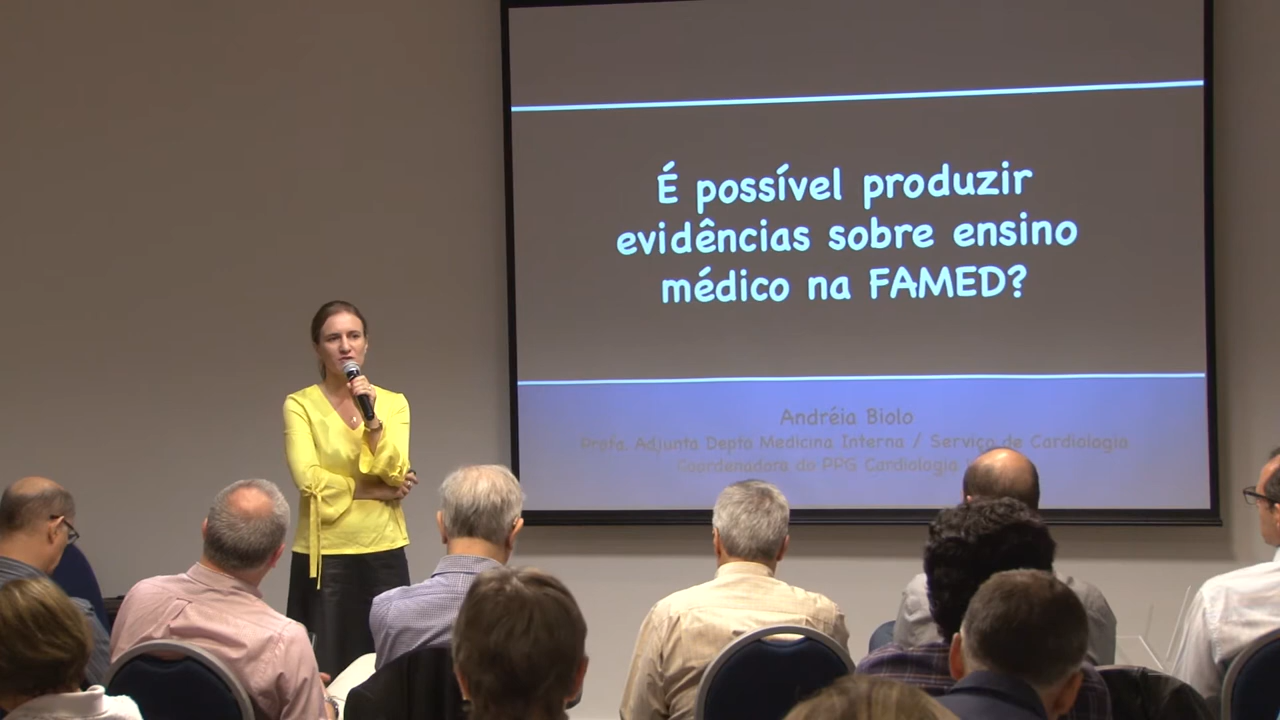 É possível produzir
evidências sobre ensino
médico na FAMED?
Andréia Biolo
Profa. Adjunta Depto Medicina Interna / Serviço de Cardiologia
Coordenadora do PPG Cardiologia